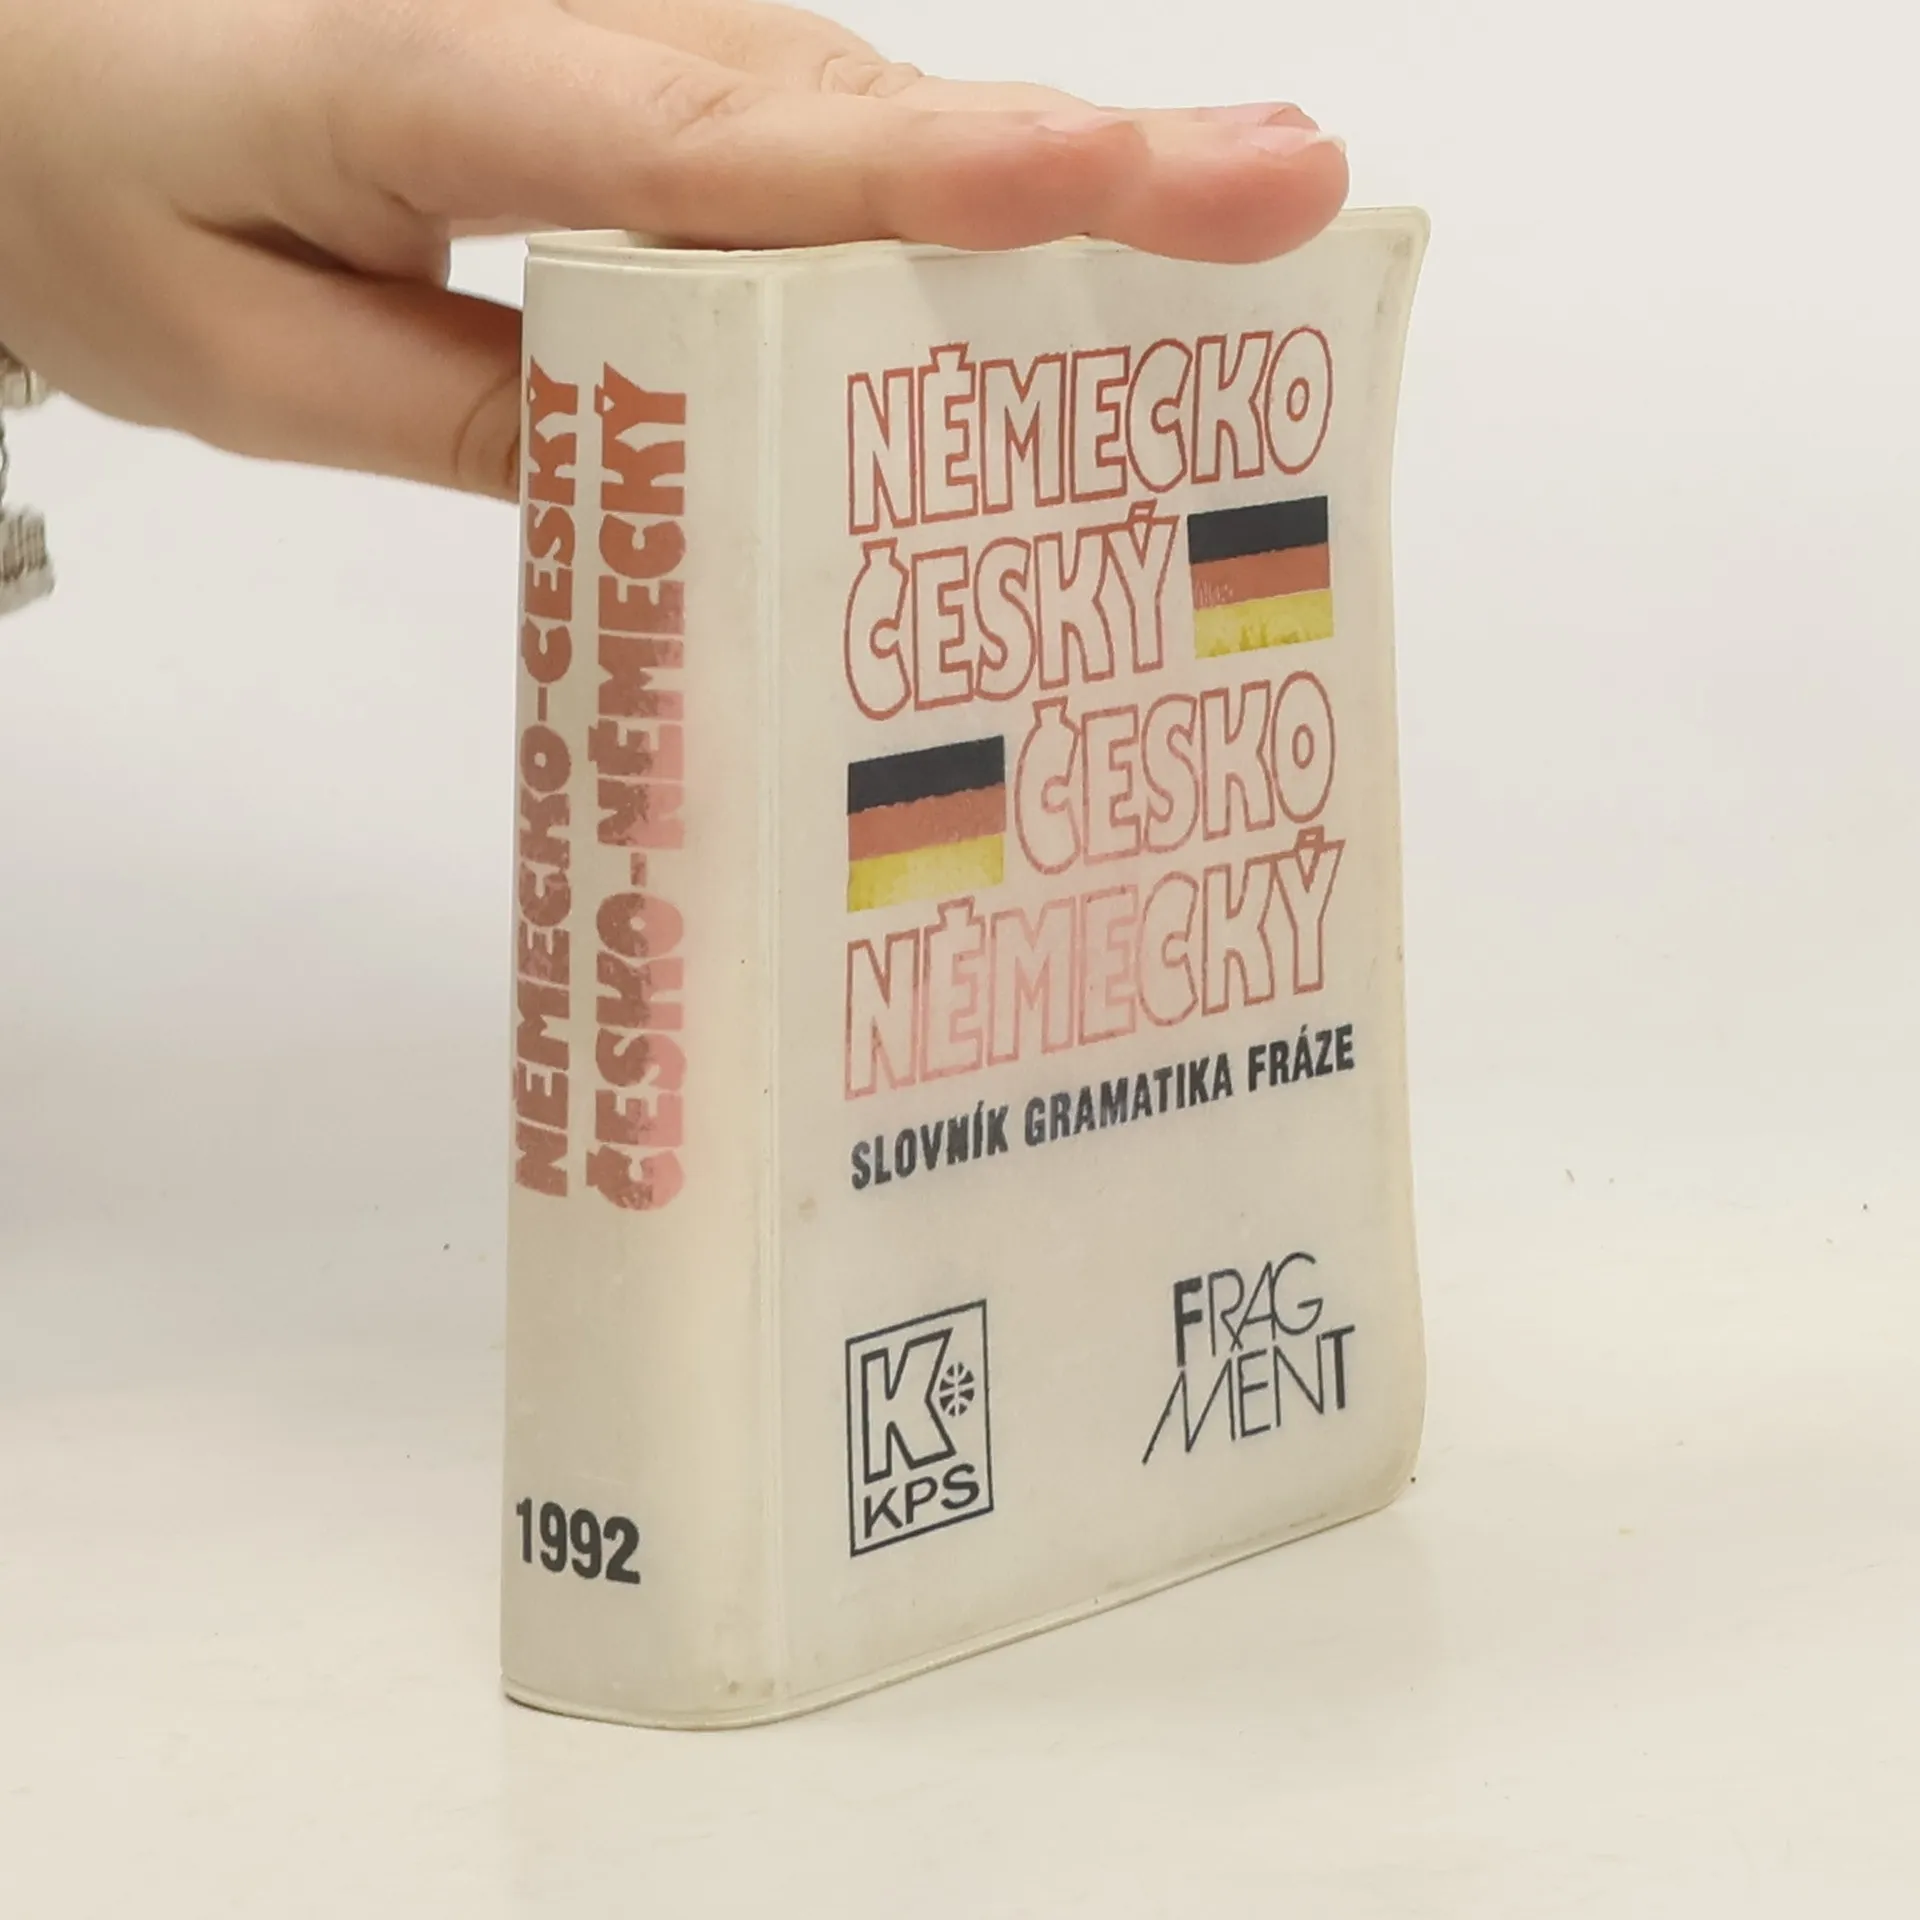 NĚMECKO-ČESKÝ
ČESKO-NĚMECKÝ
1992
NĚMECKO
ČESKÝ
ČESKO
NĚMECKÝ
SLOVNÍK GRAMATIKA FRÁZE
K
KPS
FRAG
MENT